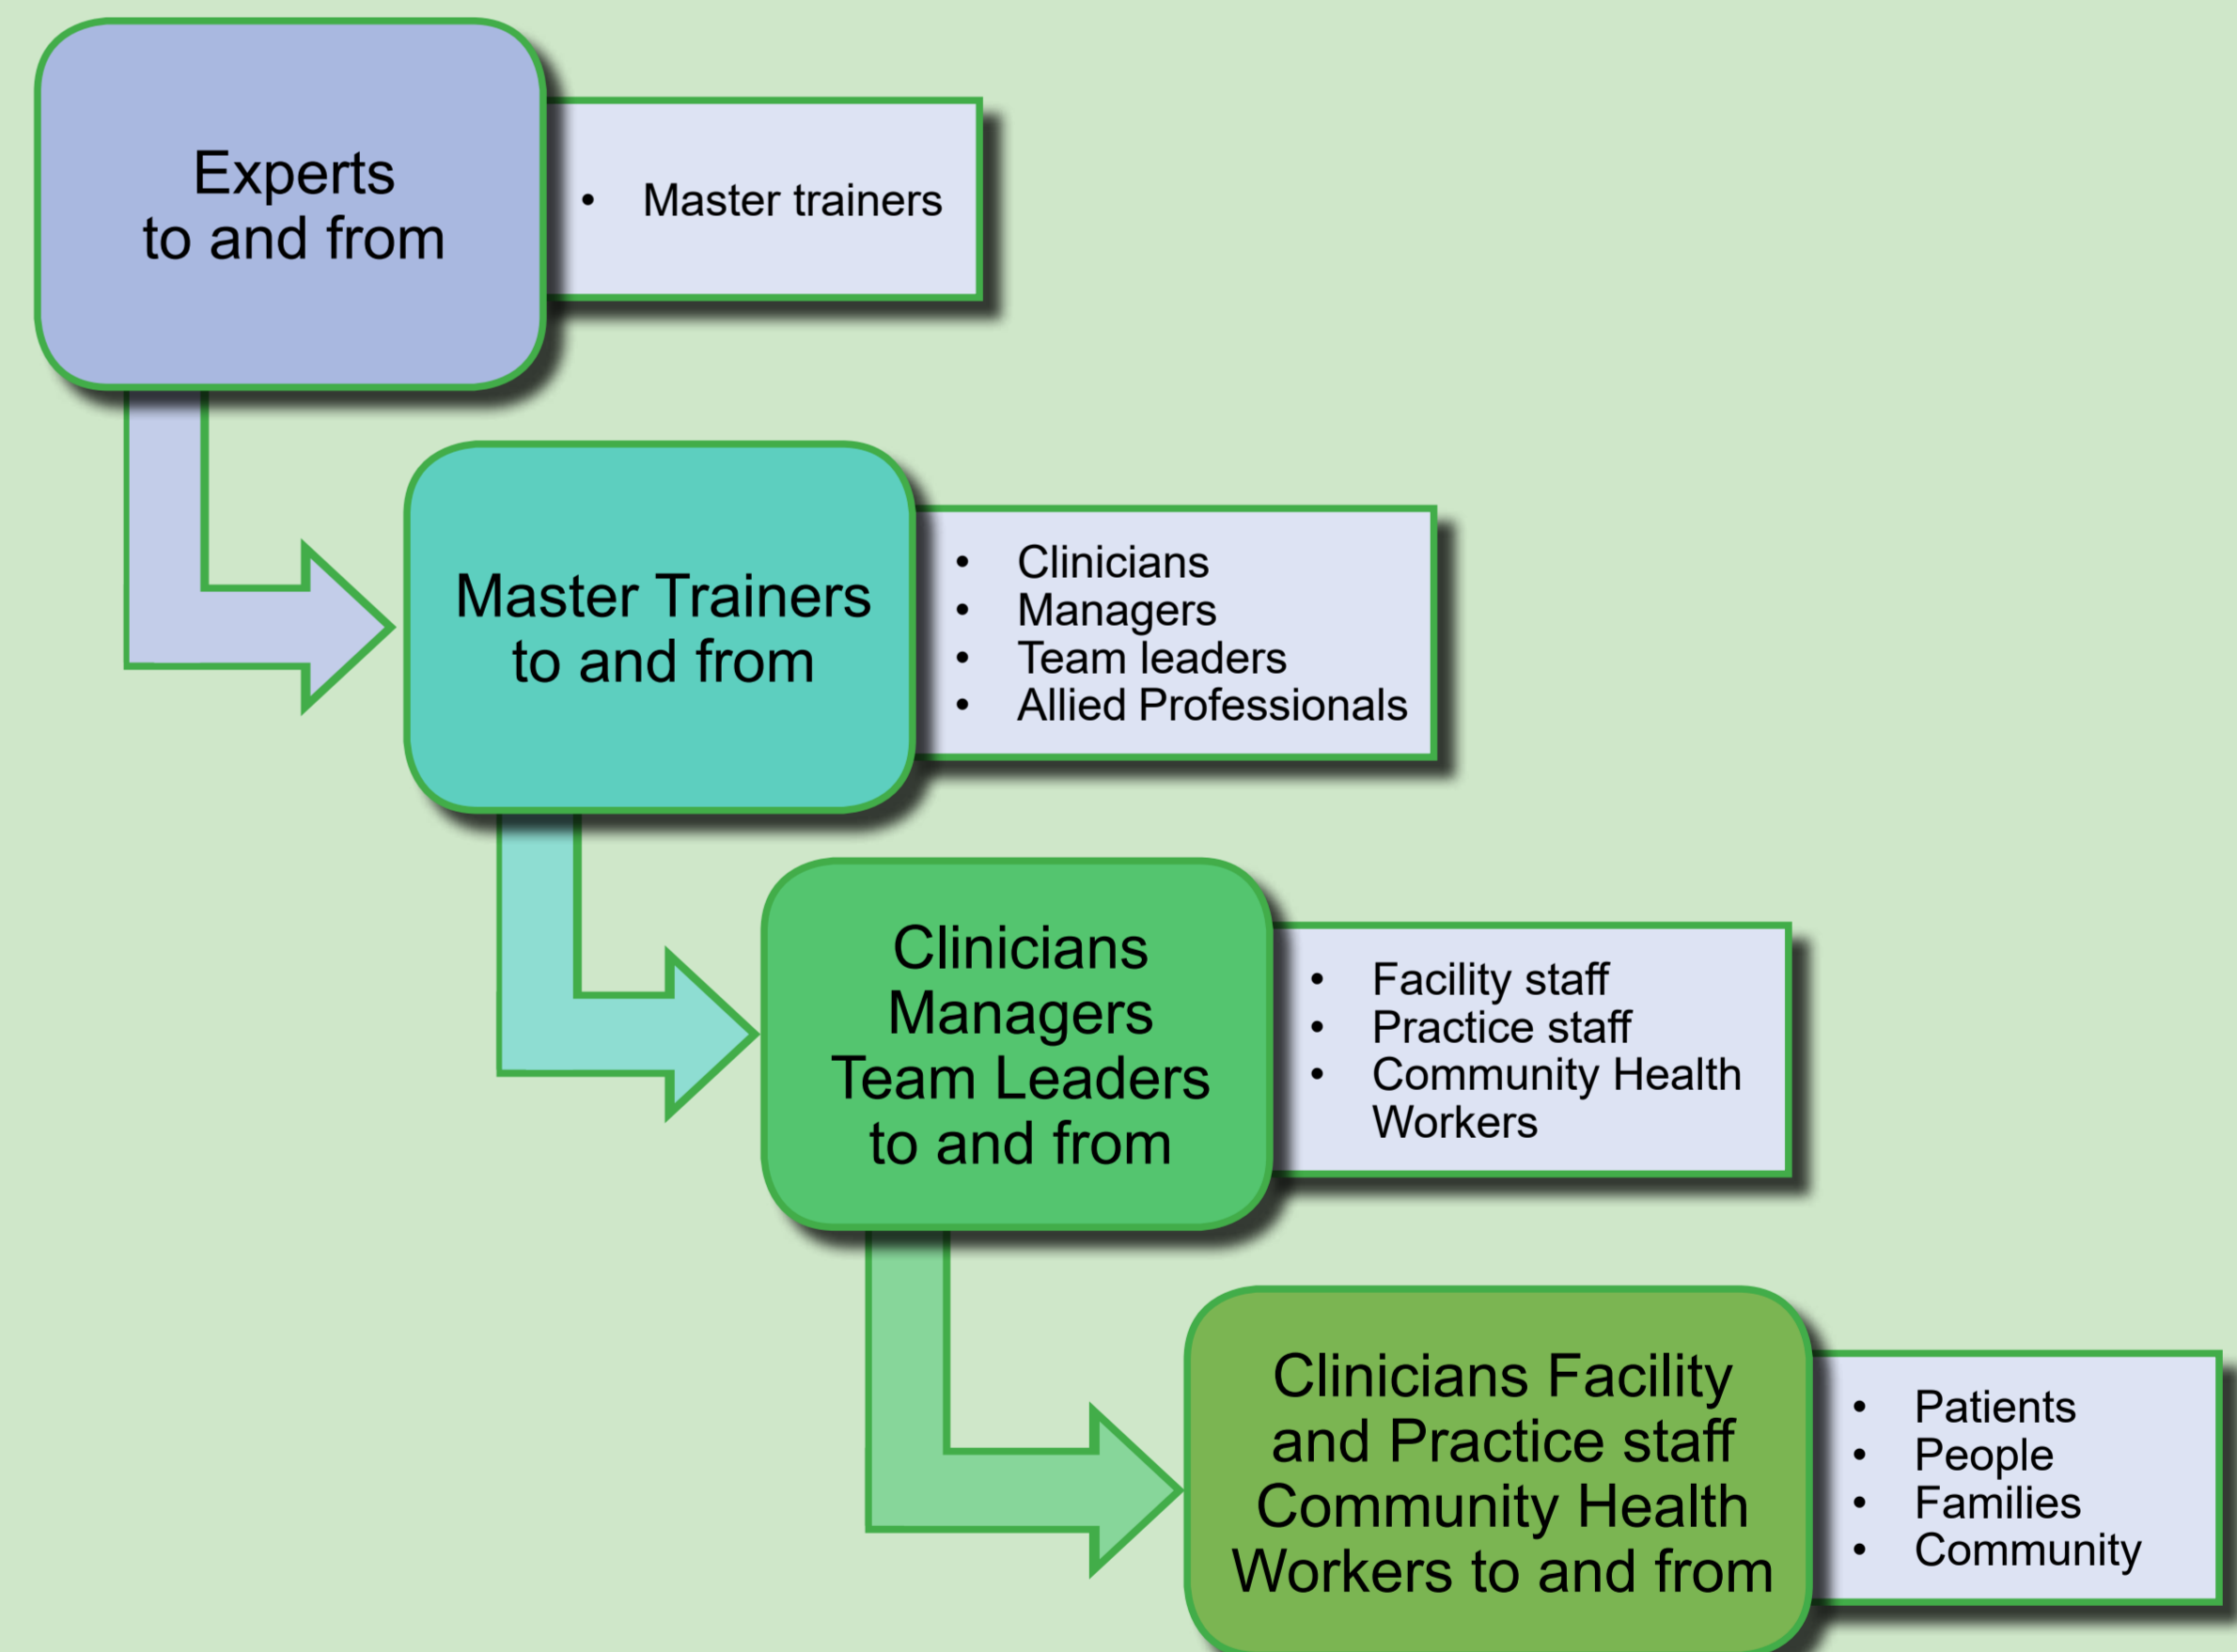 Experts
to and from
• Master trainers
Master Trainers
to and from
• Clinicians
• Managers
• Team leaders
• Allied Professionals
Clinicians
Managers
Team Leaders
to and from
• Facility staff
• Practice staff
• Community Health
Workers
Clinicians Facility
and Practice staff
Community Health
Workers to and from
• Patients
• People
• Families
• Community